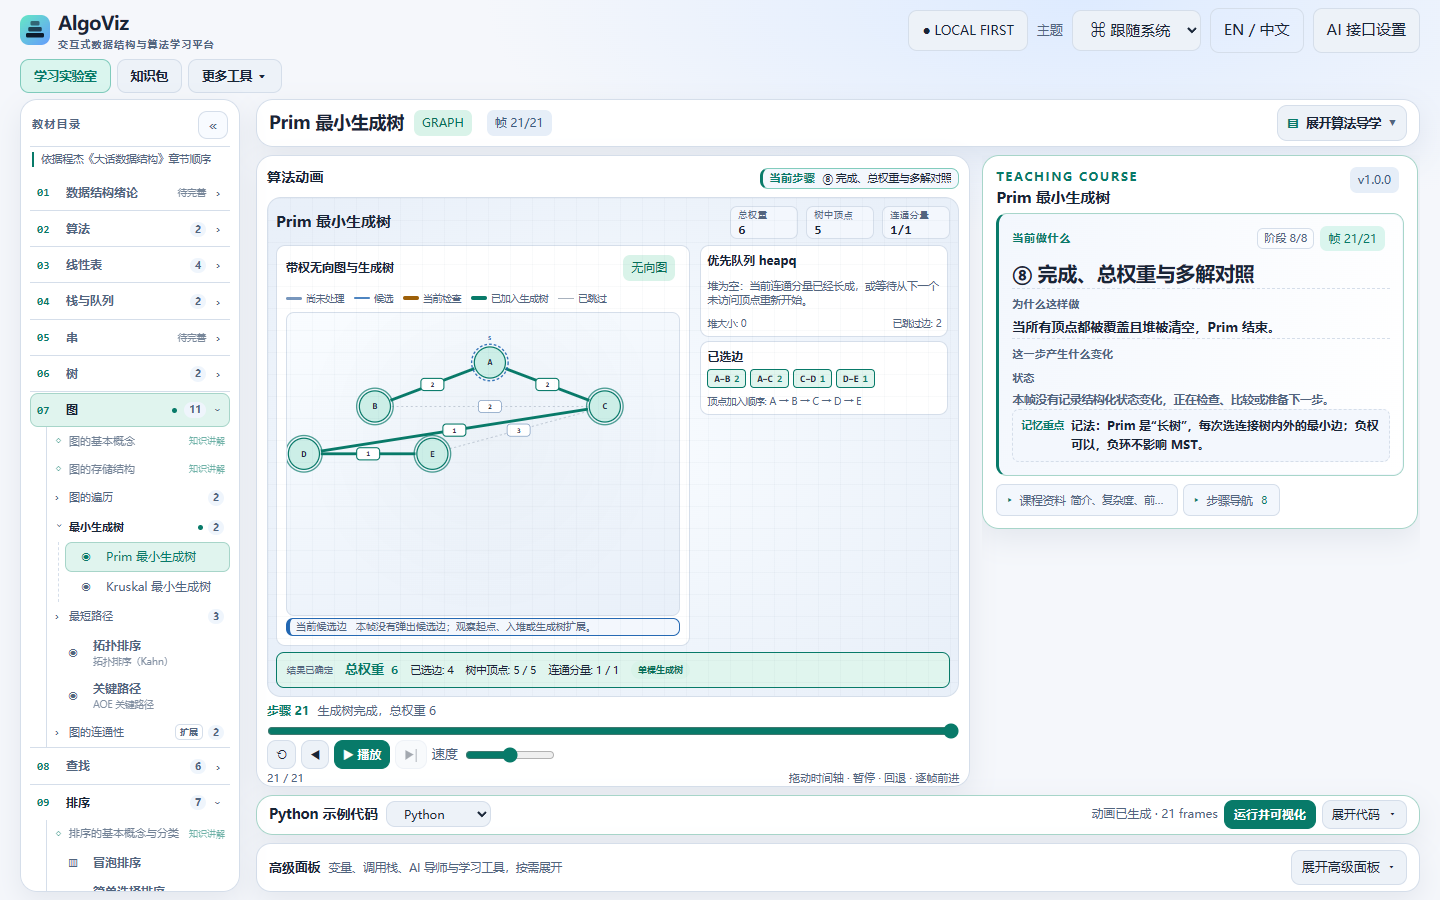 AlgoViz
交互式数据结构与算法学习平台
● LOCAL FIRST
主题
⌘ 跟随系统
EN / 中文
AI 接口设置
学习实验室
知识包
更多工具
教材目录
«
依据程杰《大话数据结构》章节顺序
01 数据结构绪论 待完善 ›
02 算法 2 ›
03 线性表 4 ›
04 栈与队列 2 ›
05 串 待完善 ›
06 树 2 ›
07 图 11
图的基本概念 知识讲解
图的存储结构 知识讲解
› 图的遍历 2
最小生成树 2
Prim 最小生成树
Kruskal 最小生成树
› 最短路径 3
拓扑排序
拓扑排序（Kahn）
关键路径
AOE 关键路径
› 图的连通性 扩展 2
08 查找 6 ›
09 排序 7
排序的基本概念与分类 知识讲解
冒泡排序
简单选择排序
Prim 最小生成树 GRAPH 帧 21/21
展开算法导学
算法动画
当前步骤 ⑧ 完成、总权重与多解对照
Prim 最小生成树
总权重
6
树中顶点
5
连通分量
1/1
带权无向图与生成树
无向图
尚未处理 候选 当前检查 已加入生成树 已跳过
S
A
2
2
B
2
C
1
3
D
1
E
当前候选边 本帧没有弹出候选边；观察起点、入堆或生成树扩展。
优先队列 heapq
堆为空：当前连通分量已经长成，或等待从下一个
未访问顶点重新开始。
堆大小: 0 已跳过边: 2
已选边
A–B 2 A–C 2 C–D 1 D–E 1
顶点加入顺序: A → B → C → D → E
结果已确定 总权重 6 已选边: 4 树中顶点: 5 / 5 连通分量: 1 / 1 单棵生成树
步骤 21 生成树完成，总权重 6
播放
速度
21 / 21
拖动时间轴 · 暂停 · 回退 · 逐帧前进
TEACHING COURSE
Prim 最小生成树
v1.0.0
当前做什么
阶段 8/8
帧 21/21
⑧ 完成、总权重与多解对照
为什么这样做
当所有顶点都被覆盖且堆被清空，Prim 结束。
这一步产生什么变化
状态
本帧没有记录结构化状态变化，正在检查、比较或准备下一步。
记忆重点 记法：Prim 是“长树”，每次选连接树内外的最小边；负权
可以，负环不影响 MST。
课程资料 简介、复杂度、前...
步骤导航 8
Python 示例代码
Python
动画已生成 · 21 frames
运行并可视化
展开代码
高级面板 变量、调用栈、AI 导师与学习工具，按需展开
展开高级面板